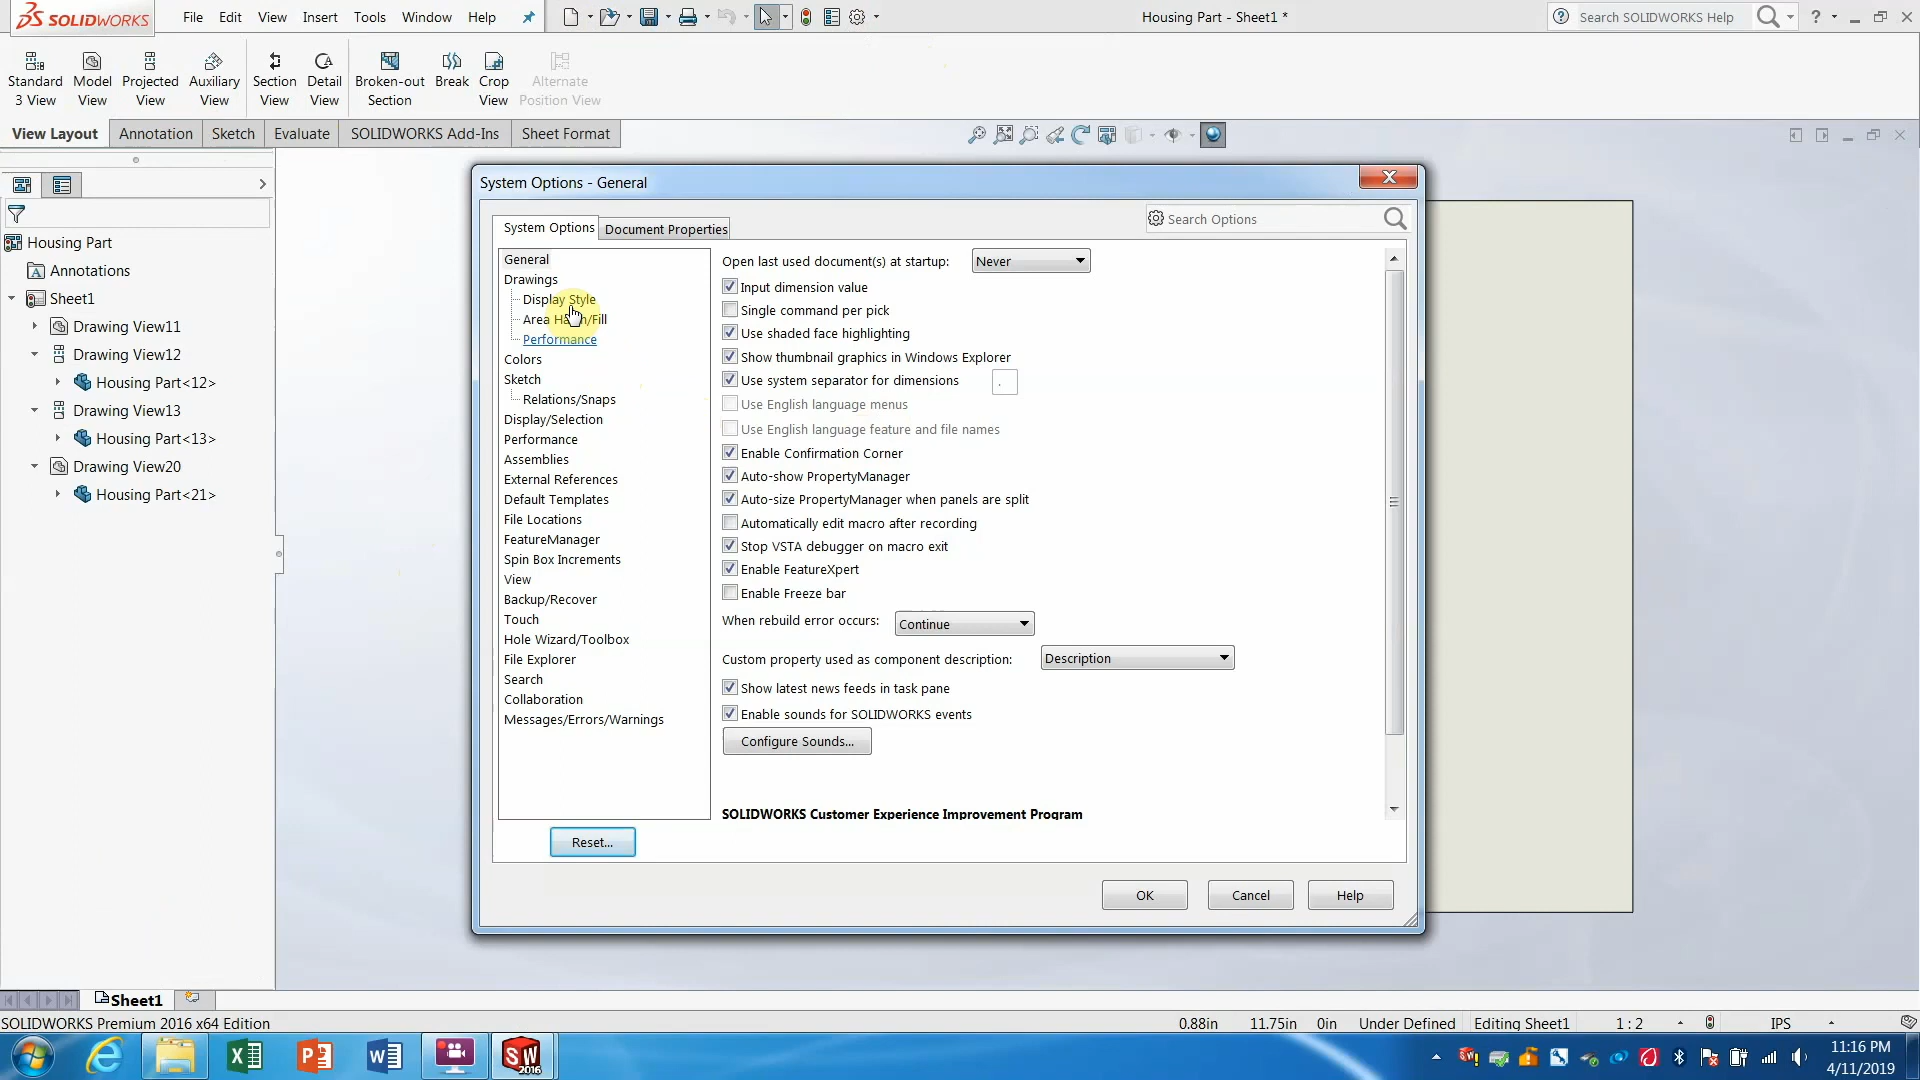 SOLIDWORKS
File Edit View Insert Tools Window Help
Housing Part - Sheet1 *
Search SOLIDWORKS Help
Standard 3 View
Model View
Projected View
Auxiliary View
Section View
Detail View
Broken-out Section
Break
Crop View
Alternate Position View
View Layout Annotation Sketch Evaluate SOLIDWORKS Add-Ins Sheet Format
Housing Part
Annotations
Sheet1
Drawing View11
Drawing View12
Housing Part<12>
Drawing View13
Housing Part<13>
Drawing View20
Housing Part<21>
System Options - General
System Options Document Properties
Search Options
General
Drawings
Display Style
Area Hatch/Fill
Performance
Colors
Sketch
Relations/Snaps
Display/Selection
Performance
Assemblies
External References
Default Templates
File Locations
FeatureManager
Spin Box Increments
View
Backup/Recover
Touch
Hole Wizard/Toolbox
File Explorer
Search
Collaboration
Messages/Errors/Warnings
Reset...
Open last used document(s) at startup: Never
Input dimension value
Single command per pick
Use shaded face highlighting
Show thumbnail graphics in Windows Explorer
Use system separator for dimensions .
Use English language menus
Use English language feature and file names
Enable Confirmation Corner
Auto-show PropertyManager
Auto-size PropertyManager when panels are split
Automatically edit macro after recording
Stop VSTA debugger on macro exit
Enable FeatureXpert
Enable Freeze bar
When rebuild error occurs: Continue
Custom property used as component description: Description
Show latest news feeds in task pane
Enable sounds for SOLIDWORKS events
Configure Sounds...
SOLIDWORKS Customer Experience Improvement Program
OK Cancel Help
Sheet1
SOLIDWORKS Premium 2016 x64 Edition
0.88in 11.75in 0in Under Defined Editing Sheet1 1 : 2 IPS
SW 2016
11:16 PM
4/11/2019